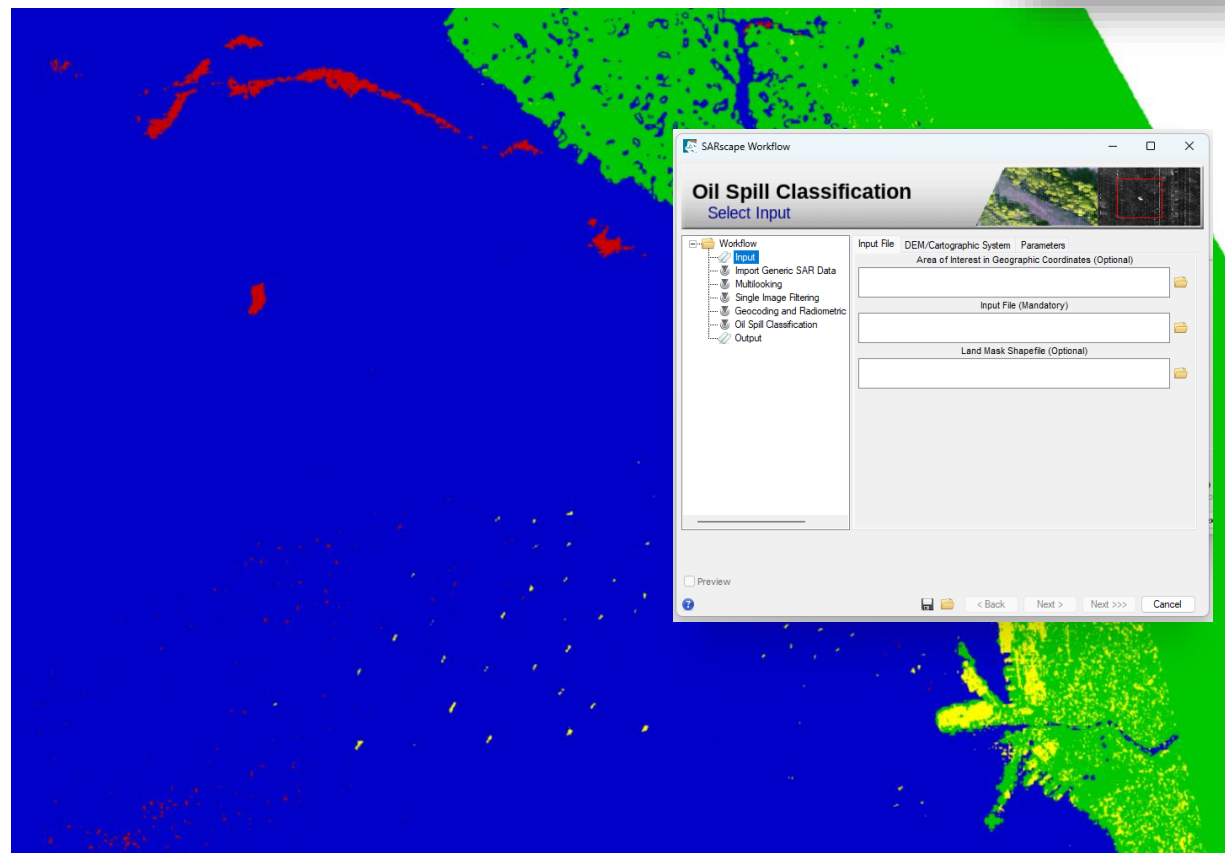 SARscape Workflow
Oil Spill Classification
Select Input
Workflow
Input
Import Generic SAR Data
Multilooking
Single Image Filtering
Geocoding and Radiometric
Oil Spill Classification
Output
Input File DEM/Cartographic System Parameters
Area of Interest in Geographic Coordinates (Optional)
Input File (Mandatory)
Land Mask Shapefile (Optional)
Preview
? < Back Next > Next >>> Cancel